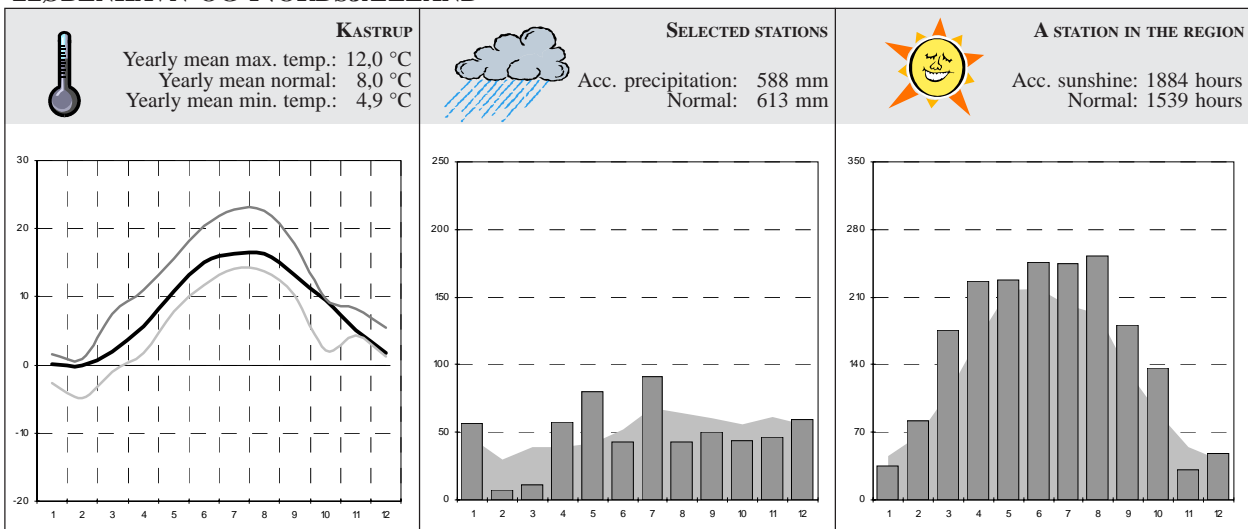 KASTRUP
Yearly mean max. temp.: 12,0 °C
Yearly mean normal: 8,0 °C
Yearly mean min. temp.: 4,9 °C
SELECTED STATIONS
Acc. precipitation: 588 mm
Normal: 613 mm
A STATION IN THE REGION
Acc. sunshine: 1884 hours
Normal: 1539 hours
30
20
10
0
-10
-20
1 2 3 4 5 6 7 8 9 10 11 12
250
200
150
100
50
0
1 2 3 4 5 6 7 8 9 10 11 12
350
280
210
140
70
0
1 2 3 4 5 6 7 8 9 10 11 12